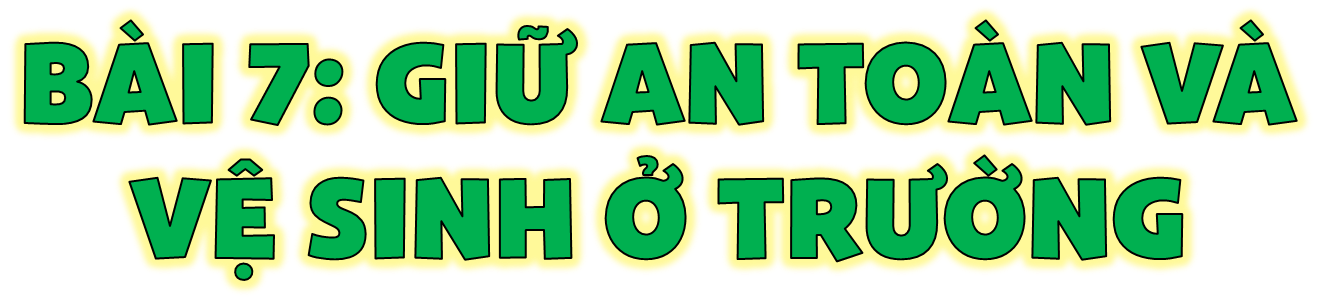 BÀI 7: GIỮ AN TOÀN VÀ
VỆ SINH Ở TRƯỜNG